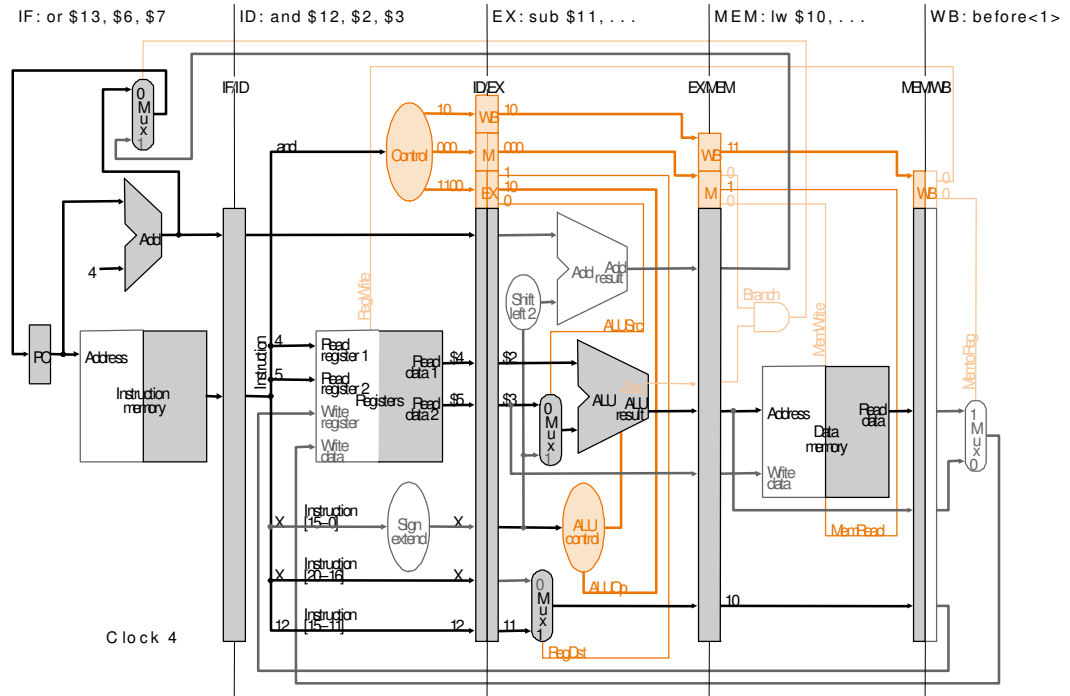 IF: or $13, $6, $7
ID: and $12, $2, $3
EX: sub $11, . . .
MEM: lw $10, . . .
WB: before<1>
IF/ID
ID/EX
EX/MEM
MEM/WB
0
M
u
x
1
Add
4
PC
Address
Instruction
memory
Instruction
and
Control
10
000
1100
WB
M
EX
10
000
1
10
0
WB
M
11
0
1
0
WB
0
0
RegWrite
4
5
Read
register 1
Read
register 2
Registers
Write
register
Write
data
Read
data 1
Read
data 2
$4
$5
$2
$3
Shift
left 2
Add
Add
result
ALUSrc
0
M
u
x
1
ALU
Zero
ALU
result
Branch
MemWrite
Address
Data
memory
Read
data
Write
data
MemRead
MemtoReg
1
M
u
x
0
X
Instruction
[15–0]
Sign
extend
X
ALU
control
ALUOp
X
Instruction
[20–16]
X
0
M
u
x
1
10
12
Instruction
[15–11]
12
11
RegDst
Clock 4